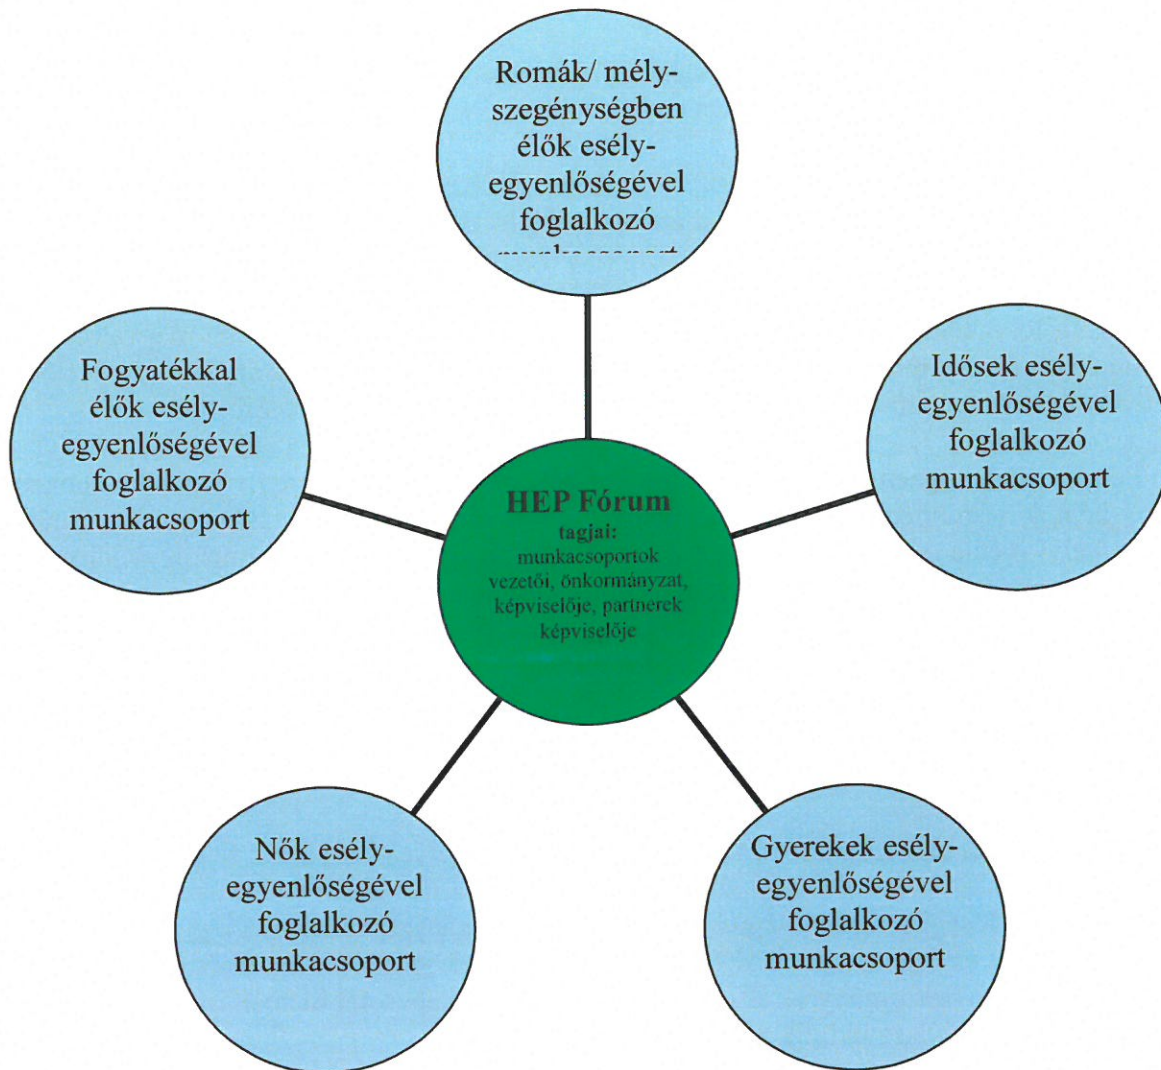 Romák/ mély-
szegénységben
élők esély-
egyenlőségével
foglalkozó
munkacsoport
Fogyatékkal
élők esély-
egyenlőségével
foglalkozó
munkacsoport
Idősek esély-
egyenlőségével
foglalkozó
munkacsoport
HEP Fórum
tagjai:
munkacsoportok
vezetői, önkormányzat,
képviselője, partnerek
képviselője
Nők esély-
egyenlőségével
foglalkozó
munkacsoport
Gyerekek esély-
egyenlőségével
foglalkozó
munkacsoport